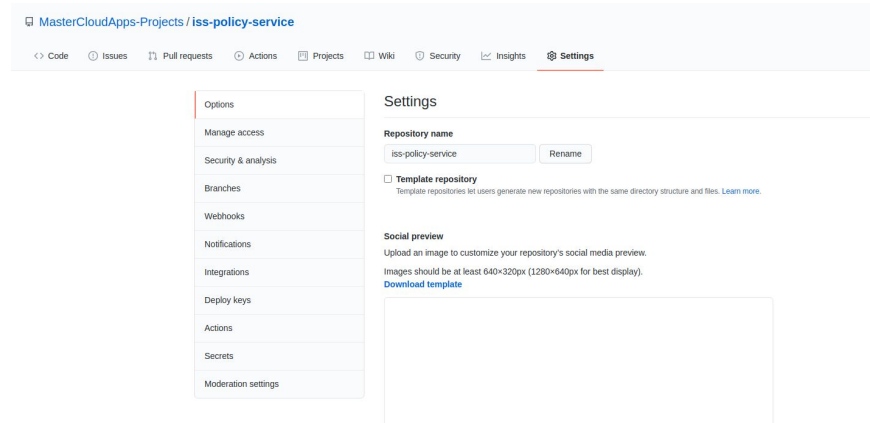 MasterCloudApps-Projects / iss-policy-service
Code Issues Pull requests Actions Projects Wiki Security Insights Settings
Options
Manage access
Security & analysis
Branches
Webhooks
Notifications
Integrations
Deploy keys
Actions
Secrets
Moderation settings
Settings
Repository name
iss-policy-service Rename
Template repository
Template repositories let users generate new repositories with the same directory structure and files. Learn more.
Social preview
Upload an image to customize your repository's social media preview.
Images should be at least 640×320px (1280×640px for best display).
Download template